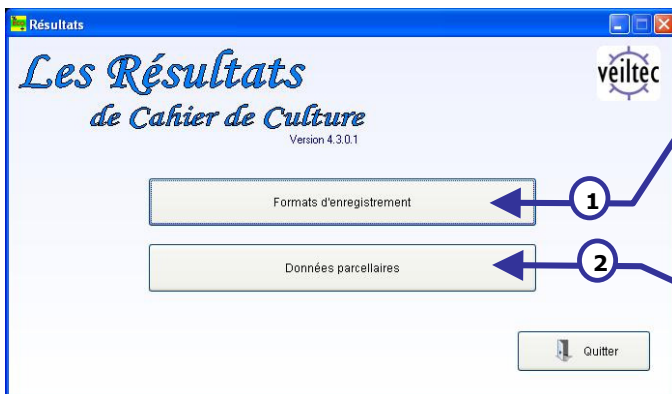 Résultats
Les Résultats
veiltec
de Cahier de Culture
Version 4.3.0.1
Formats d'enregistrement
1
Données parcellaires
2
Quitter